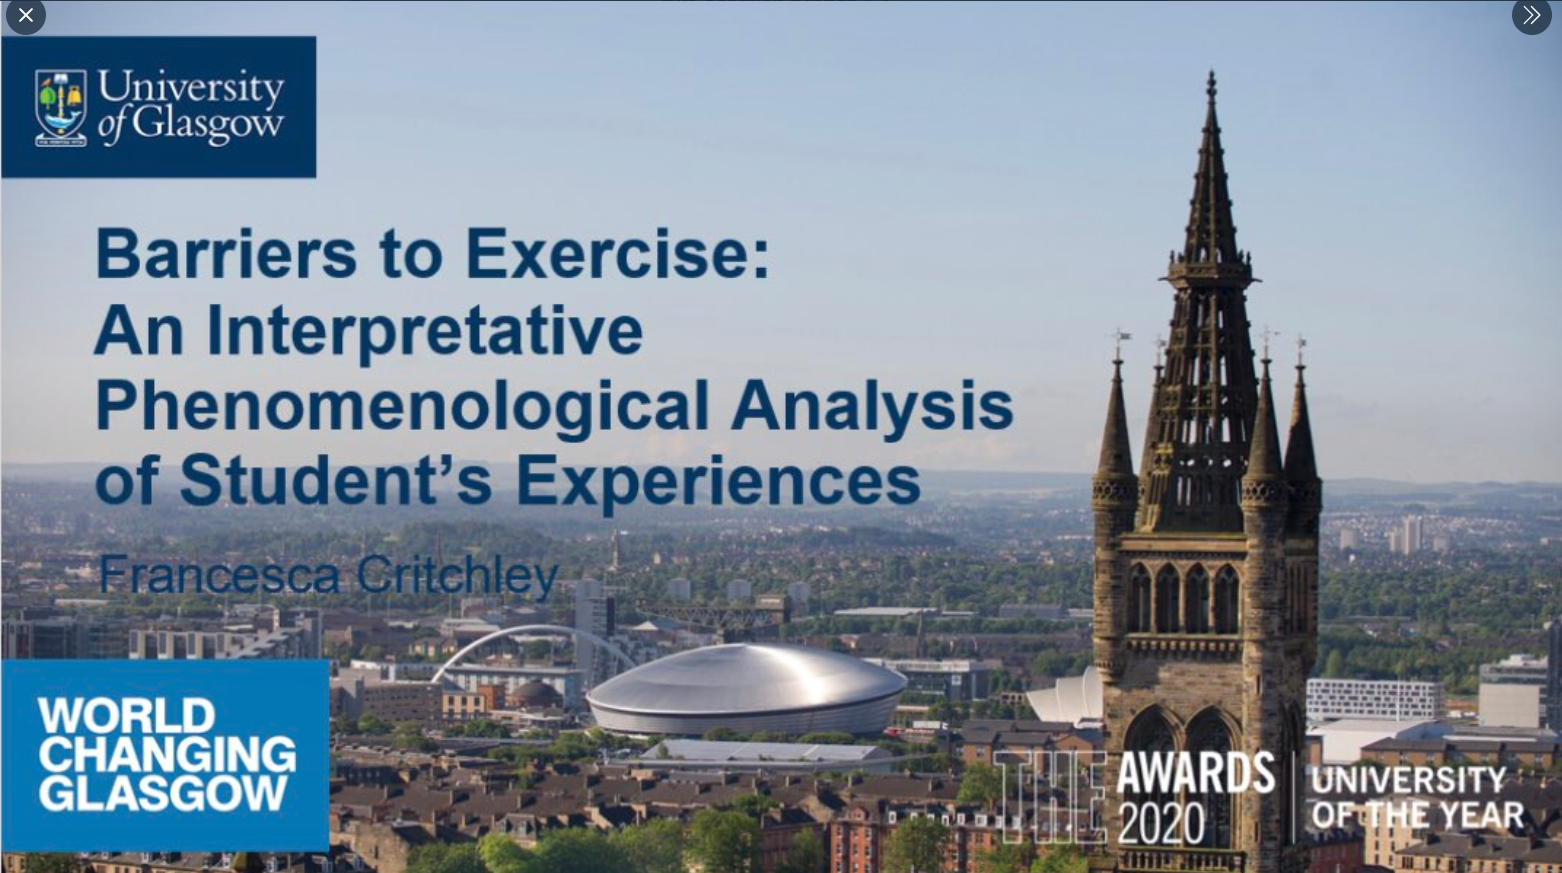 University
of Glasgow
Barriers to Exercise:
An Interpretative
Phenomenological Analysis
of Student’s Experiences
Francesca Critchley
WORLD
CHANGING
GLASGOW
THE AWARDS
2020
UNIVERSITY
OF THE YEAR